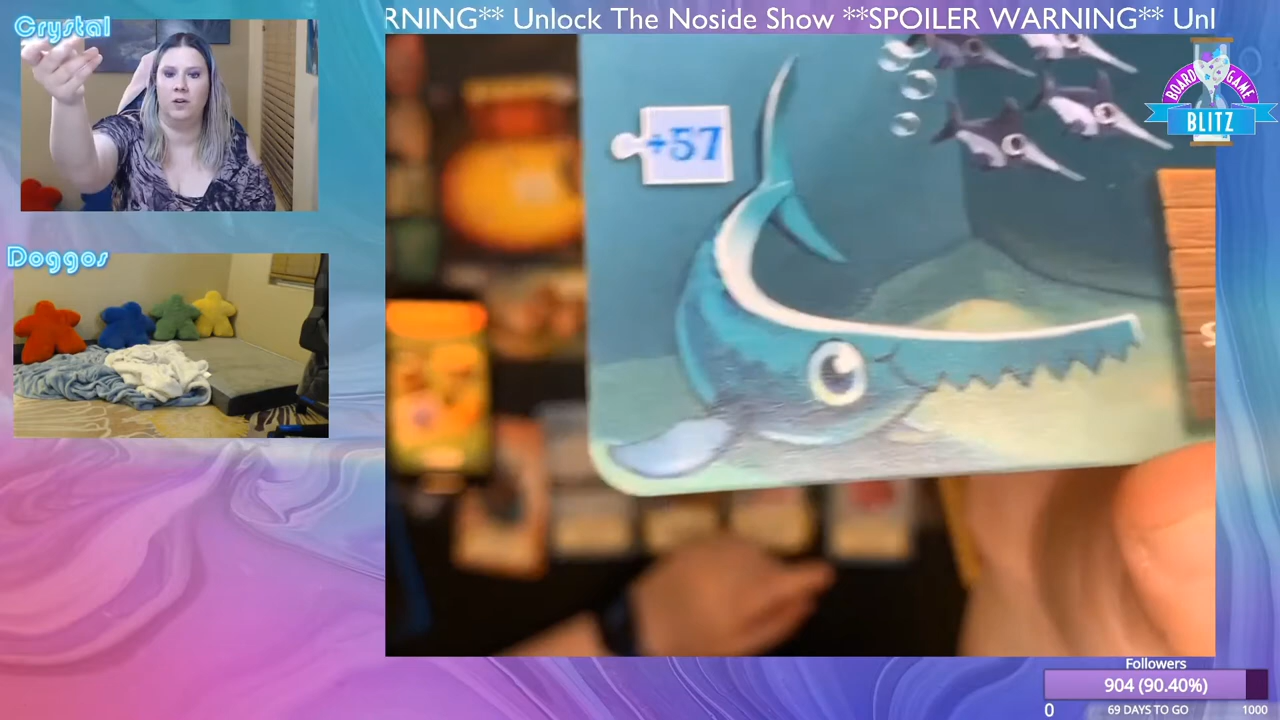 Crystal
RNING** Unlock The Noside Show **SPOILER WARNING** Unl
BOARD GAME
BLITZ
+57
Doggos
S
Followers
904 (90.40%)
0
69 DAYS TO GO
1000